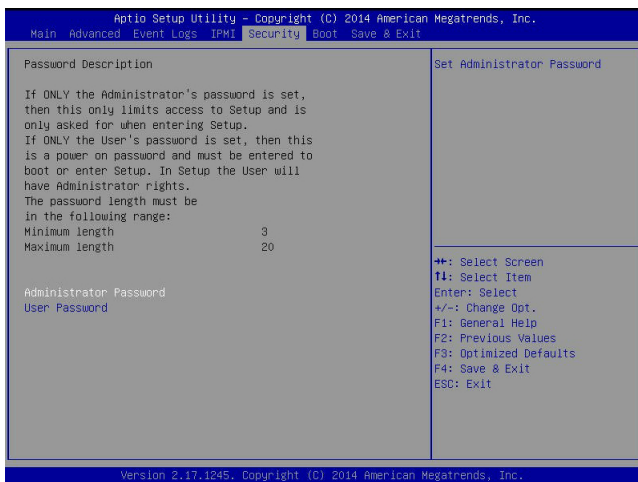 Aptio Setup Utility – Copyright (C) 2014 American Megatrends, Inc.
Main Advanced Event Logs IPMI Security Boot Save & Exit
Password Description
If ONLY the Administrator's password is set,
then this only limits access to Setup and is
only asked for when entering Setup.
If ONLY the User's password is set, then this
is a power on password and must be entered to
boot or enter Setup. In Setup the User will
have Administrator rights.
The password length must be
in the following range:
Minimum length 3
Maximum length 20
Administrator Password
User Password
Set Administrator Password
→←: Select Screen
↑↓: Select Item
Enter: Select
+/-: Change Opt.
F1: General Help
F2: Previous Values
F3: Optimized Defaults
F4: Save & Exit
ESC: Exit
Version 2.17.1245. Copyright (C) 2014 American Megatrends, Inc.